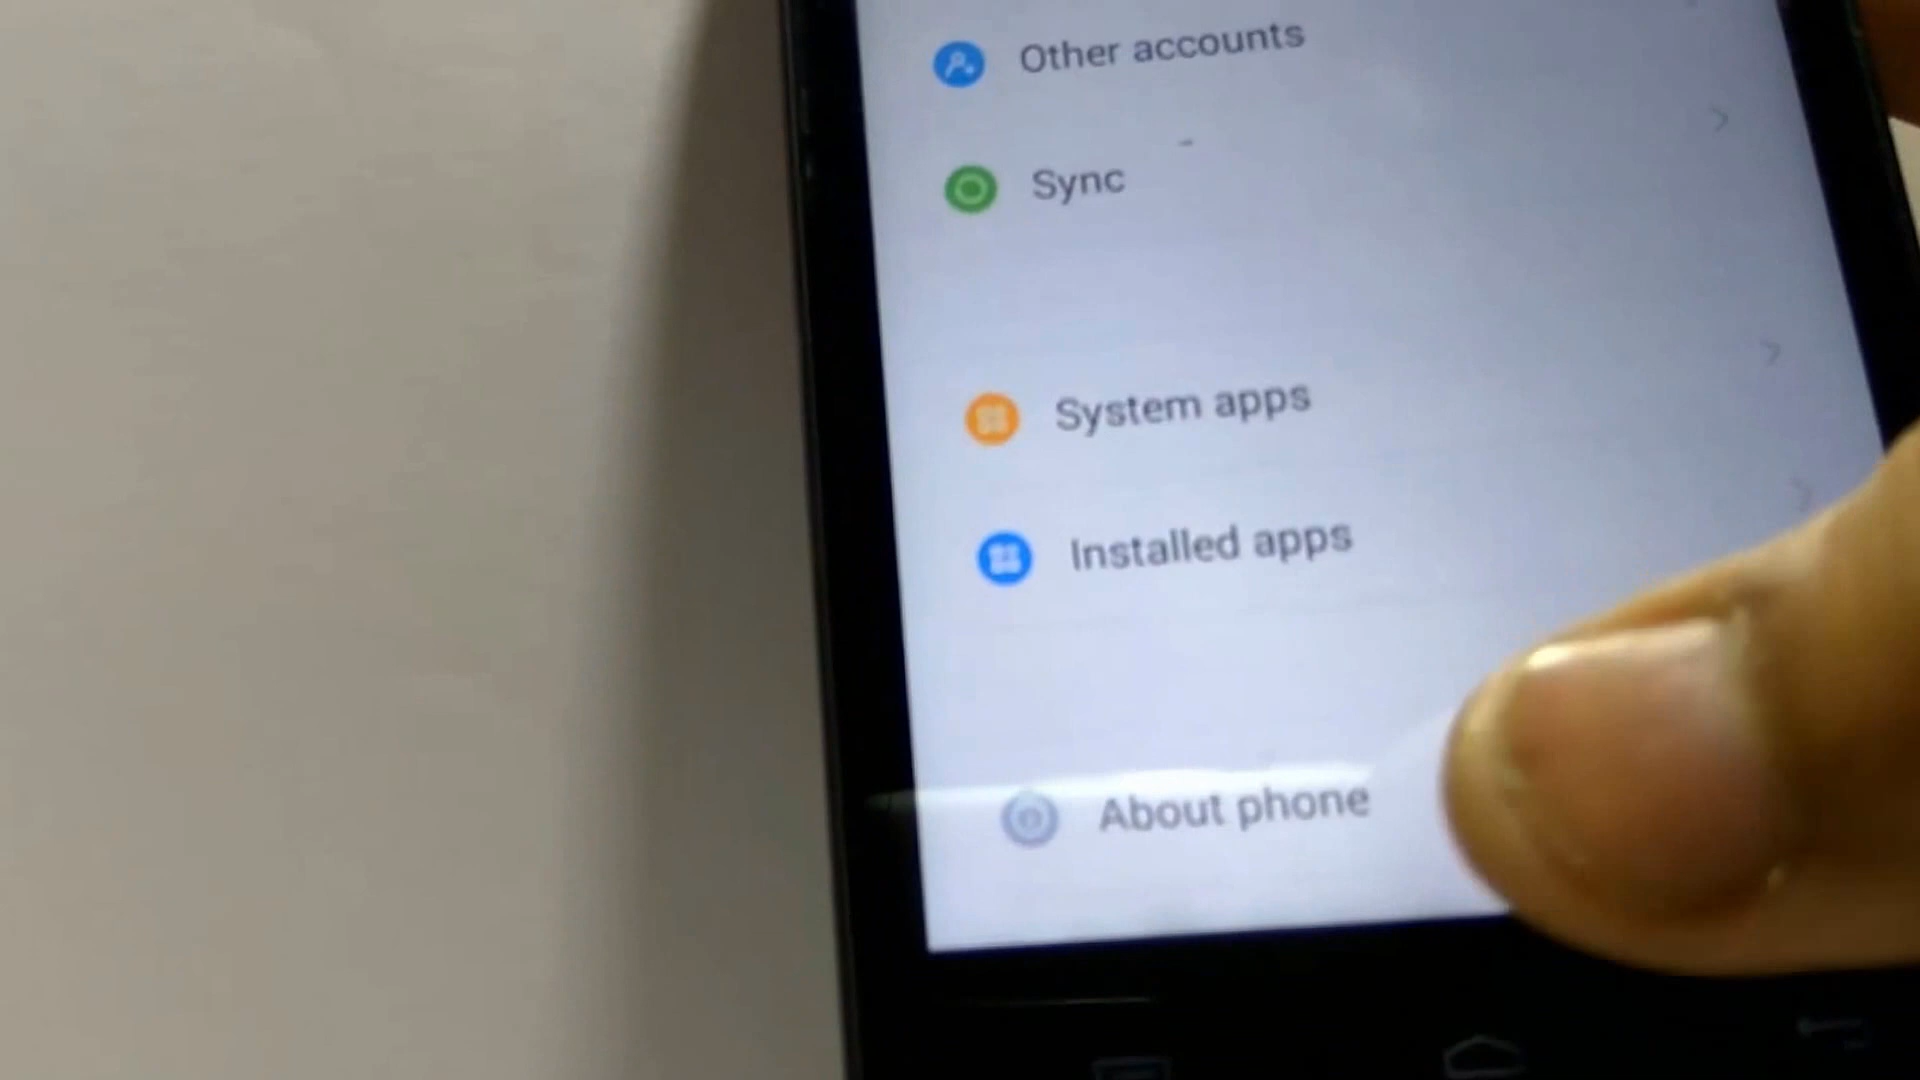 Other accounts
Sync
System apps
Installed apps
About phone